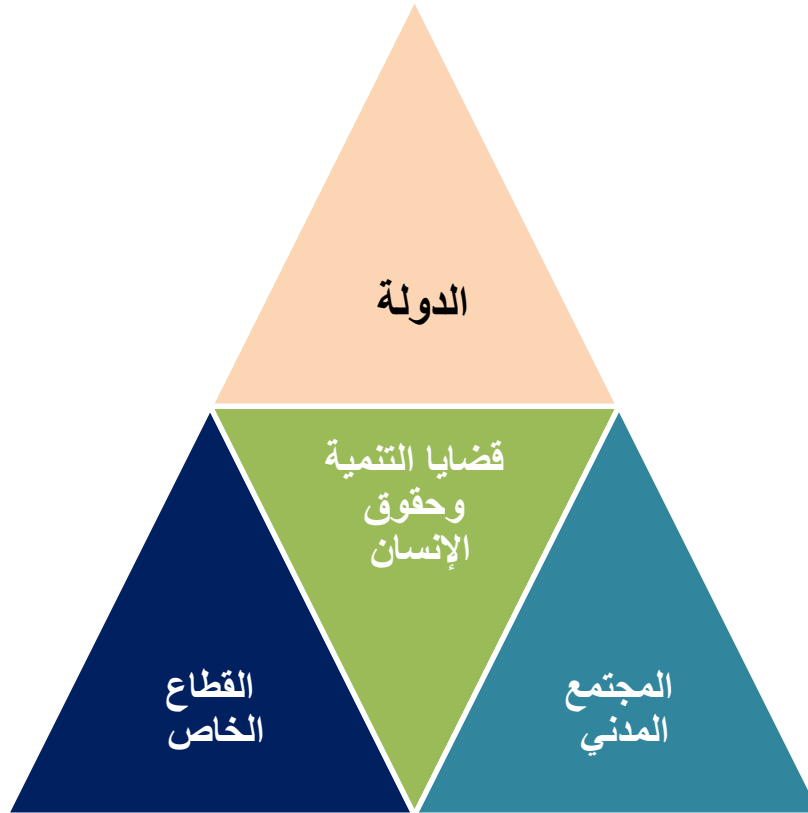 الدولة
قضايا التنمية
وحقوق
الإنسان
المجتمع
المدني
القطاع
الخاص